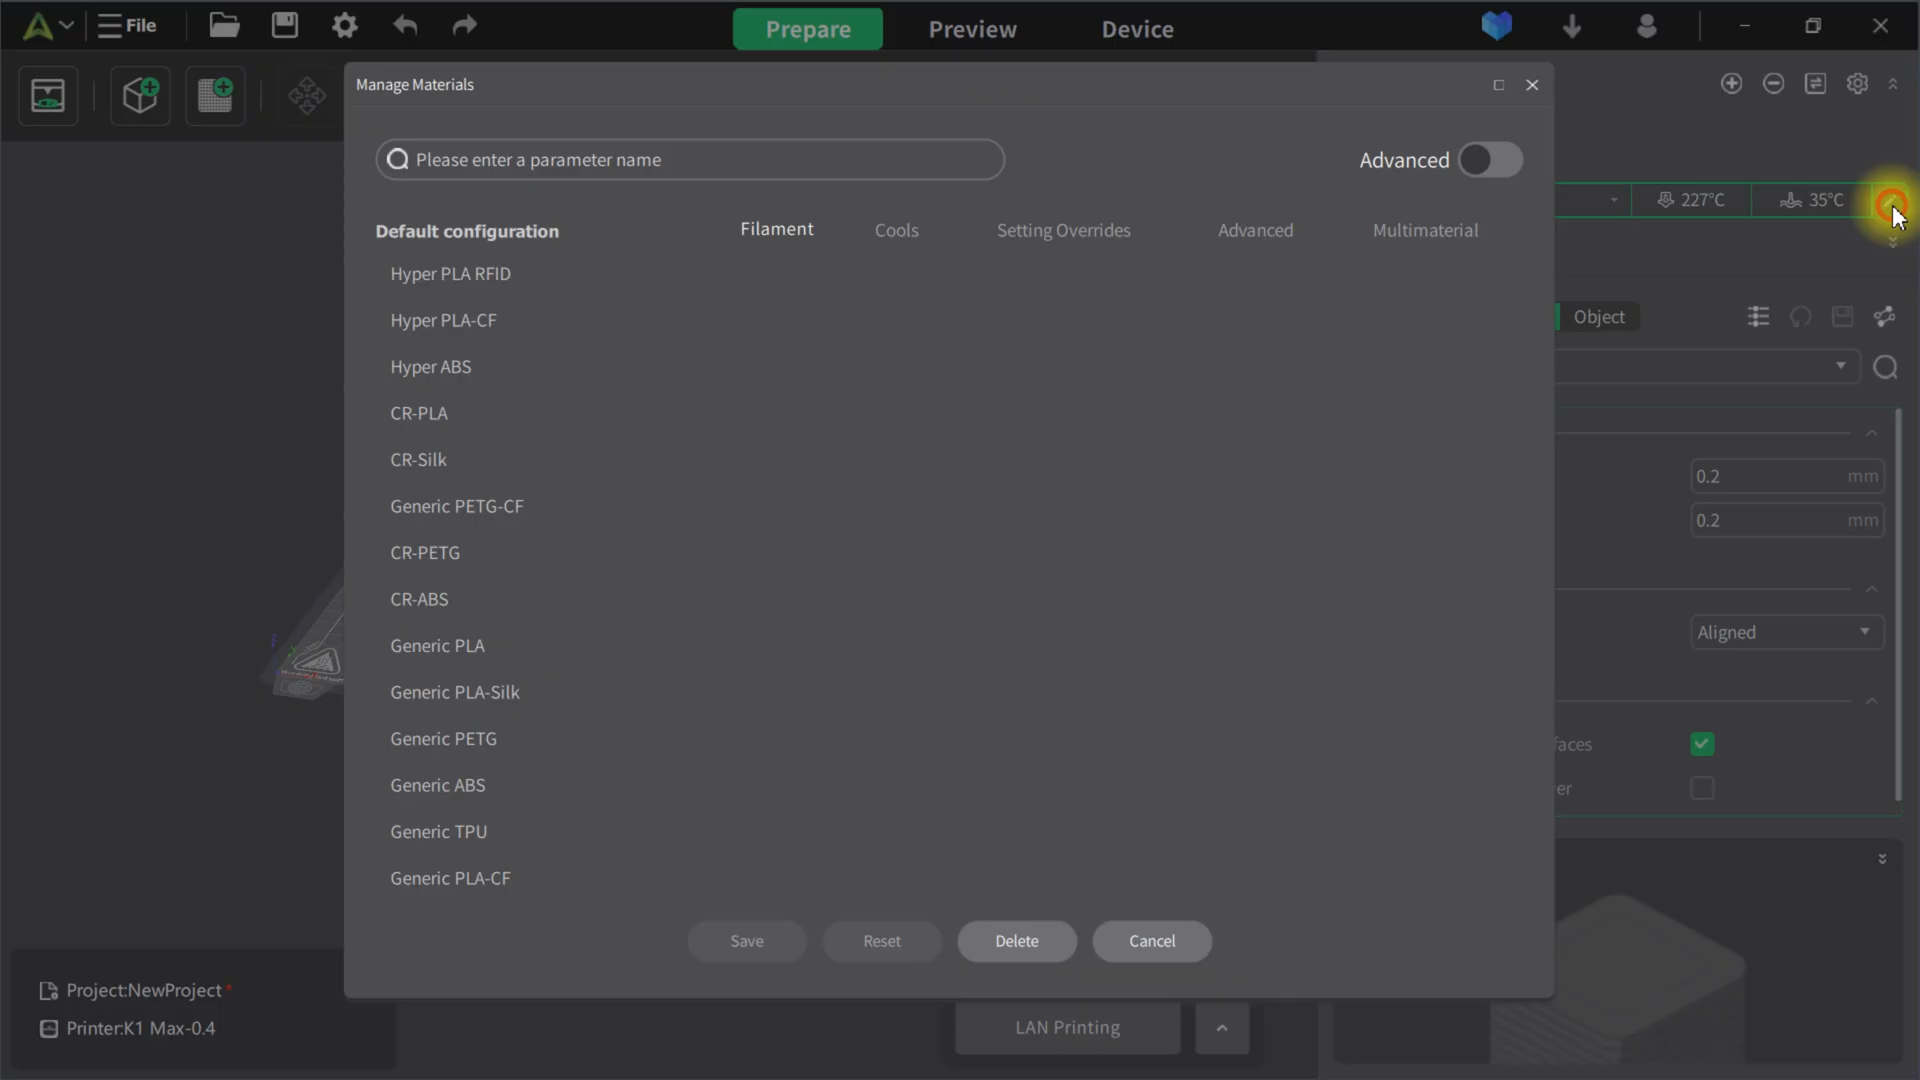 File
Prepare
Preview
Device
Manage Materials
Please enter a parameter name
Advanced
227°C
35°C
Default configuration
Filament
Cools
Setting Overrides
Advanced
Multimaterial
Hyper PLA RFID
Hyper PLA-CF
Hyper ABS
CR-PLA
CR-Silk
Generic PETG-CF
CR-PETG
CR-ABS
Generic PLA
Generic PLA-Silk
Generic PETG
Generic ABS
Generic TPU
Generic PLA-CF
Object
0.2 mm
0.2 mm
Aligned
faces
er
Save
Reset
Delete
Cancel
Project:NewProject*
Printer:K1 Max-0.4
LAN Printing